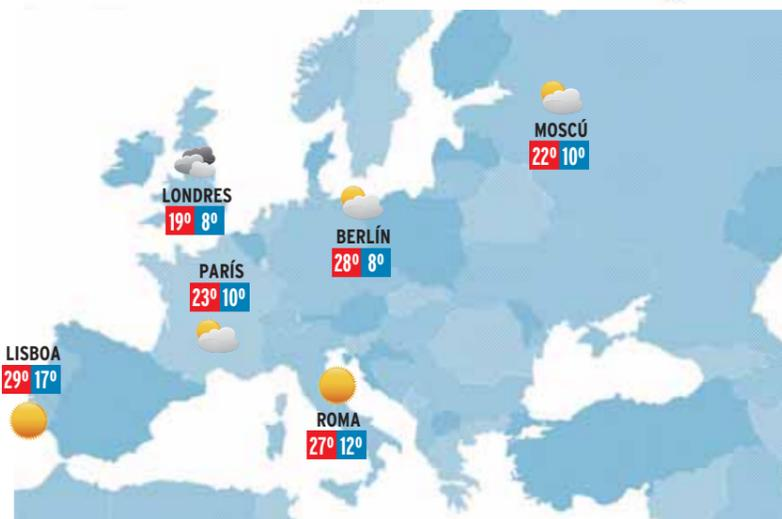 MOSCÚ
22º 10º
LONDRES
19º 8º
BERLÍN
28º 8º
PARÍS
23º 10º
LISBOA
29º 17º
ROMA
27º 12º